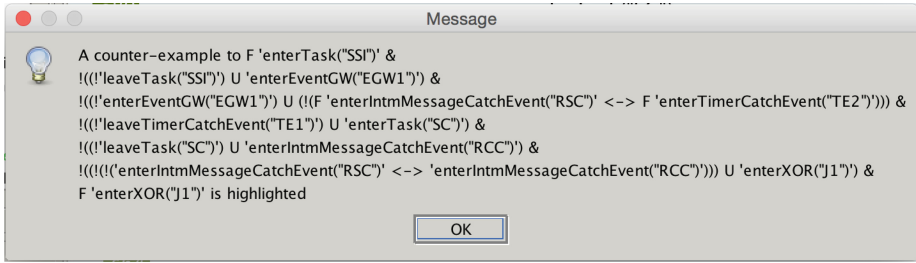 Message
A counter-example to F 'enterTask("SSI")' &
!((!'leaveTask("SSI")') U 'enterEventGW("EGW1")') &
!((!'enterEventGW("EGW1")') U (!(F 'enterIntmMessageCatchEvent("RSC")' <-> F 'enterTimerCatchEvent("TE2")'))) &
!((!'leaveTimerCatchEvent("TE1")') U 'enterTask("SC")') &
!((!'leaveTask("SC")') U 'enterIntmMessageCatchEvent("RCC")') &
!((!(!('enterIntmMessageCatchEvent("RSC")' <-> 'enterIntmMessageCatchEvent("RCC")'))) U 'enterXOR("J1")') &
F 'enterXOR("J1")' is highlighted
OK